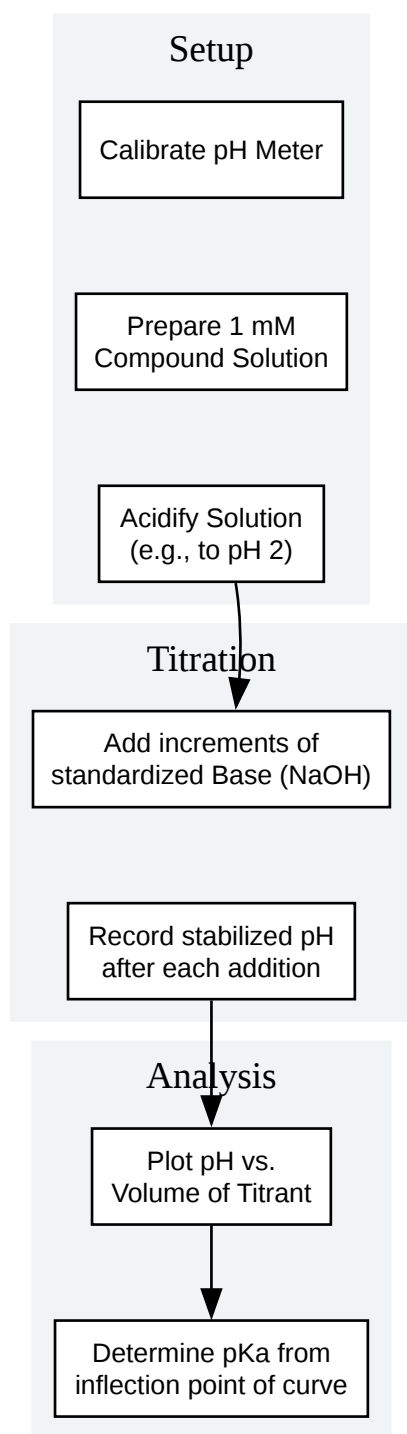 Setup
Calibrate pH Meter
Prepare 1 mM
Compound Solution
Acidify Solution
(e.g., to pH 2)
Titration
Add increments of
standardized Base (NaOH)
Record stabilized pH
after each addition
Analysis
Plot pH vs.
Volume of Titrant
Determine pKa from
inflection point of curve